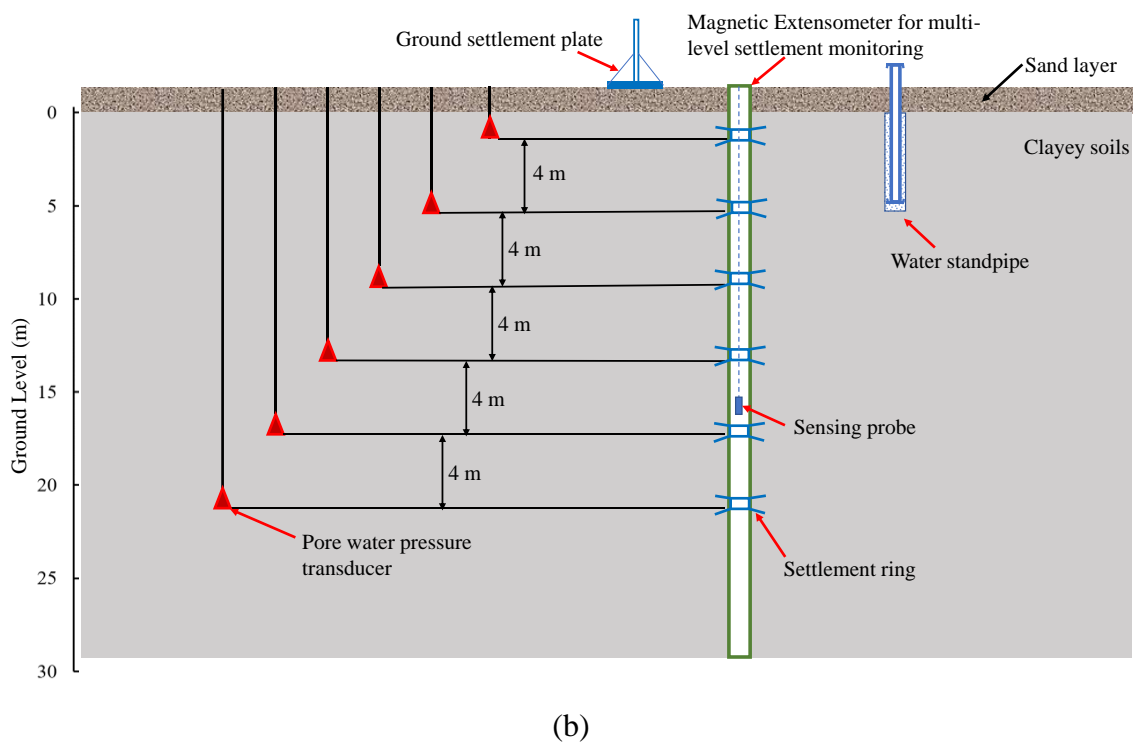 Magnetic Extensometer for multi-
level settlement monitoring
Ground settlement plate
Sand layer
0
Clayey soils
4 m
5
4 m
Water standpipe
10
4 m
Ground Level (m)
15
4 m
Sensing probe
4 m
20
Pore water pressure
transducer
Settlement ring
25
30
(b)